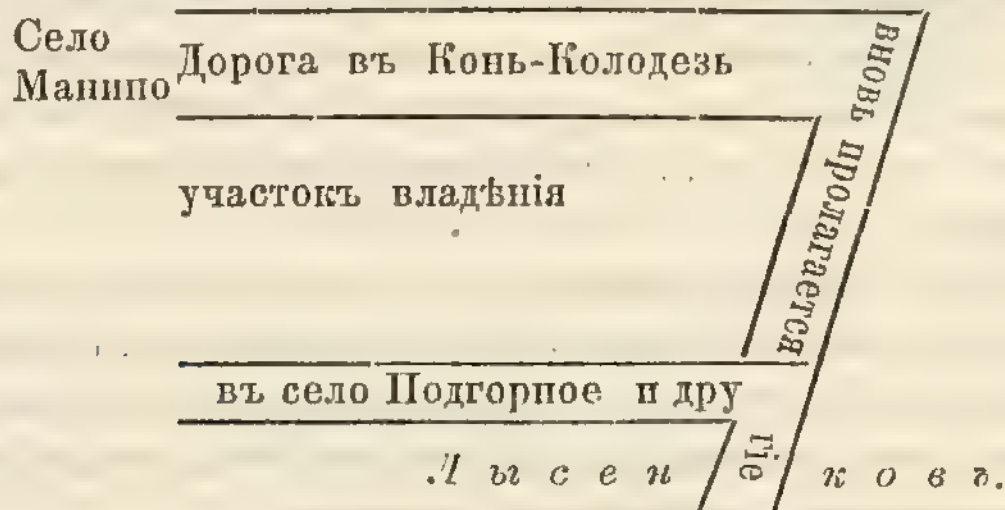 Село
Манино
Дорога въ Конь-Колодезь
вновь пролагается
участокъ владѣнія
въ село Подгорное и дру
гіе
Лысен
ковъ.